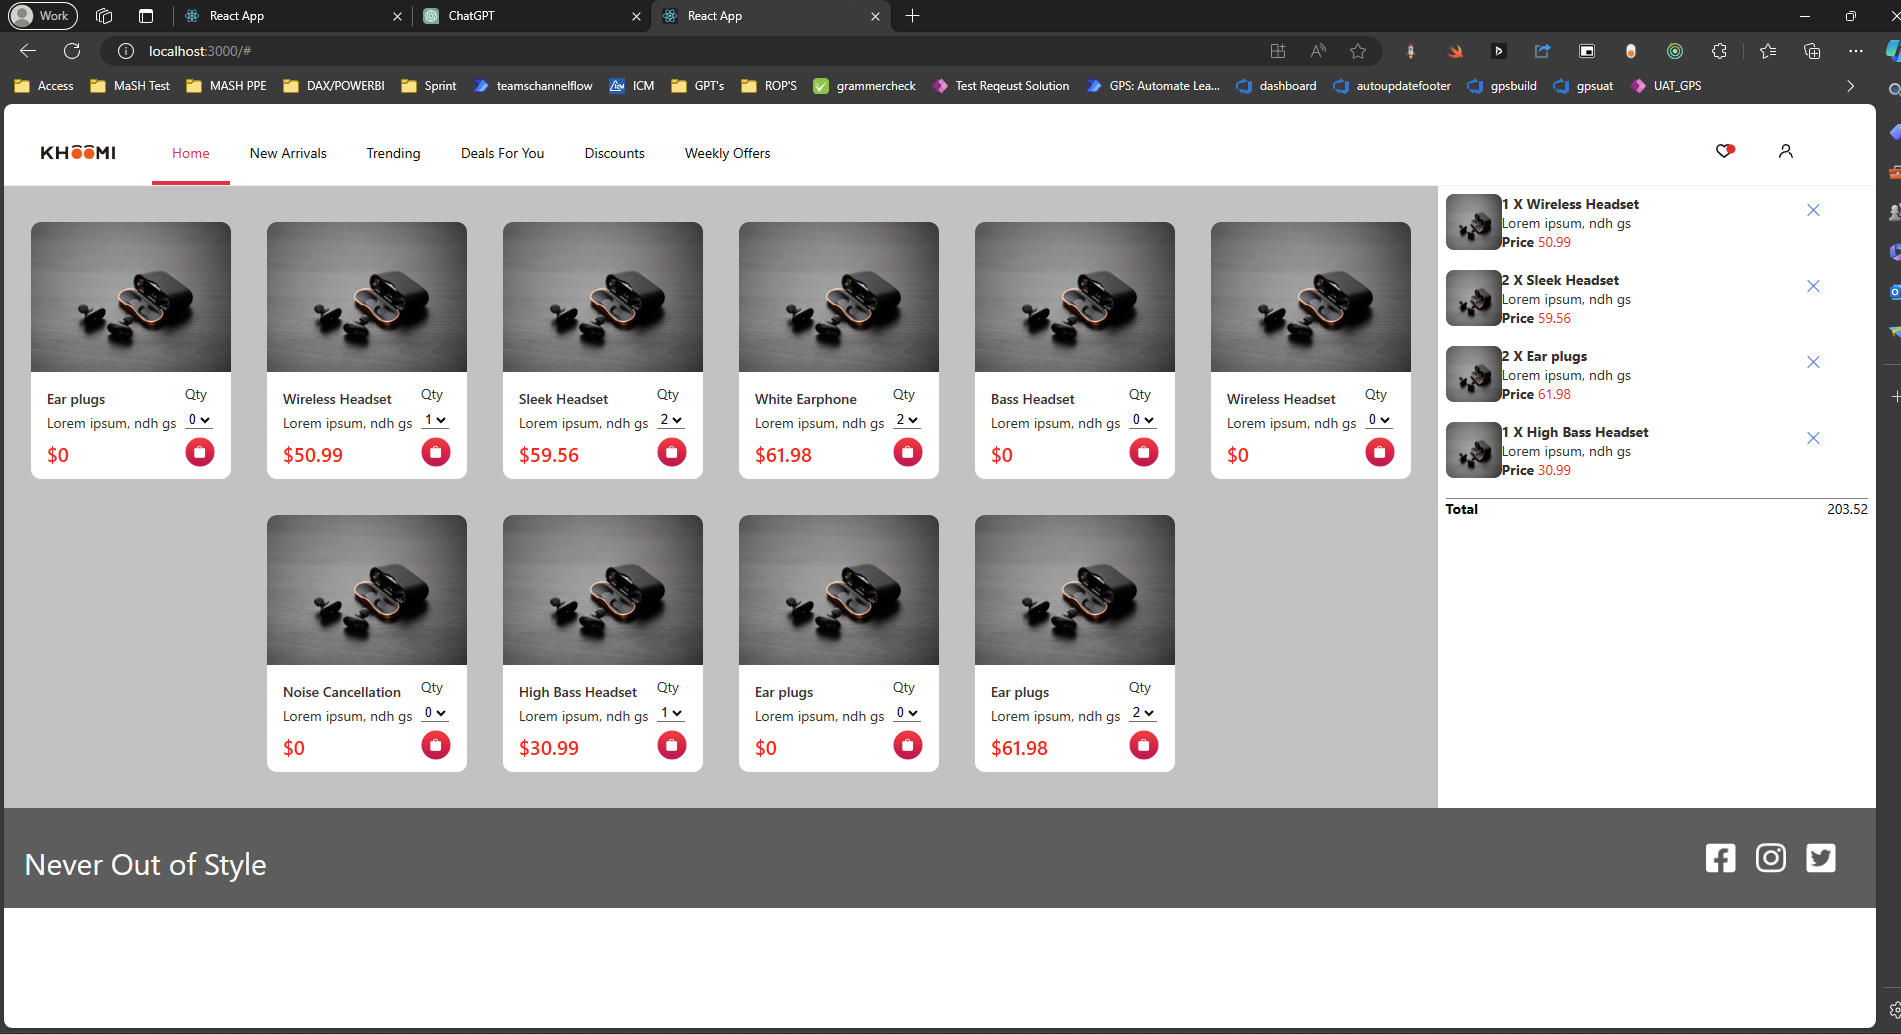 Work
React App
ChatGPT
React App
localhost:3000/#
Access
MaSH Test
MASH PPE
DAX/POWERBI
Sprint
teamschannelflow
ICM
GPT's
ROP'S
grammercheck
Test Reqeust Solution
GPS: Automate Lea...
dashboard
autoupdatefooter
gpsbuild
gpsuat
UAT_GPS
KHOOMI
Home
New Arrivals
Trending
Deals For You
Discounts
Weekly Offers
Ear plugs
Qty
Lorem ipsum, ndh gs
0
$0
Wireless Headset
Qty
Lorem ipsum, ndh gs
1
$50.99
Sleek Headset
Qty
Lorem ipsum, ndh gs
2
$59.56
White Earphone
Qty
Lorem ipsum, ndh gs
2
$61.98
Bass Headset
Qty
Lorem ipsum, ndh gs
0
$0
Wireless Headset
Qty
Lorem ipsum, ndh gs
0
$0
Noise Cancellation
Qty
Lorem ipsum, ndh gs
0
$0
High Bass Headset
Qty
Lorem ipsum, ndh gs
1
$30.99
Ear plugs
Qty
Lorem ipsum, ndh gs
0
$0
Ear plugs
Qty
Lorem ipsum, ndh gs
2
$61.98
1 X Wireless Headset
Lorem ipsum, ndh gs
Price 50.99
2 X Sleek Headset
Lorem ipsum, ndh gs
Price 59.56
2 X Ear plugs
Lorem ipsum, ndh gs
Price 61.98
1 X High Bass Headset
Lorem ipsum, ndh gs
Price 30.99
Total 203.52
Never Out of Style